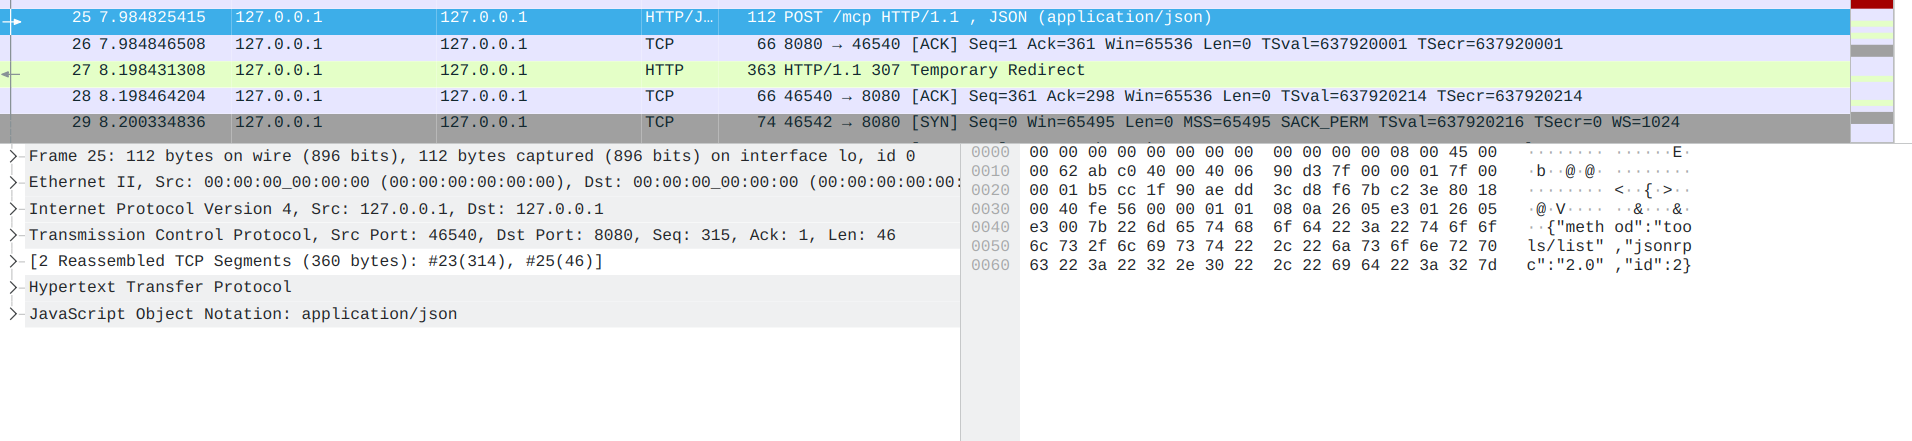 25 7.984825415 127.0.0.1 127.0.0.1 HTTP/J… 112 POST /mcp HTTP/1.1 , JSON (application/json)
26 7.984846508 127.0.0.1 127.0.0.1 TCP 66 8080 → 46540 [ACK] Seq=1 Ack=361 Win=65536 Len=0 TSval=637920001 TSecr=637920001
27 8.198431308 127.0.0.1 127.0.0.1 HTTP 363 HTTP/1.1 307 Temporary Redirect
28 8.198464204 127.0.0.1 127.0.0.1 TCP 66 46540 → 8080 [ACK] Seq=361 Ack=298 Win=65536 Len=0 TSval=637920214 TSecr=637920214
29 8.200334836 127.0.0.1 127.0.0.1 TCP 74 46542 → 8080 [SYN] Seq=0 Win=65495 Len=0 MSS=65495 SACK_PERM TSval=637920216 TSecr=0 WS=1024
Frame 25: 112 bytes on wire (896 bits), 112 bytes captured (896 bits) on interface lo, id 0
Ethernet II, Src: 00:00:00_00:00:00 (00:00:00:00:00:00), Dst: 00:00:00_00:00:00 (00:00:00:00:00:
Internet Protocol Version 4, Src: 127.0.0.1, Dst: 127.0.0.1
Transmission Control Protocol, Src Port: 46540, Dst Port: 8080, Seq: 315, Ack: 1, Len: 46
[2 Reassembled TCP Segments (360 bytes): #23(314), #25(46)]
Hypertext Transfer Protocol
JavaScript Object Notation: application/json
0000 00 00 00 00 00 00 00 00 00 00 00 00 08 00 45 00 ········ ······E·
0010 00 62 ab c0 40 00 40 06 90 d3 7f 00 00 01 7f 00 ·b··@·@· ········
0020 00 01 b5 cc 1f 90 ae dd 3c d8 f6 7b c2 3e 80 18 ········ <··{·>··
0030 00 40 fe 56 00 00 01 01 08 0a 26 05 e3 01 26 05 ·@·V···· ··&···&·
0040 e3 00 7b 22 6d 65 74 68 6f 64 22 3a 22 74 6f 6f ··{"meth od":"too
0050 6c 73 2f 6c 69 73 74 22 2c 22 6a 73 6f 6e 72 70 ls/list" ,"jsonrp
0060 63 22 3a 22 32 2e 30 22 2c 22 69 64 22 3a 32 7d c":"2.0" ,"id":2}